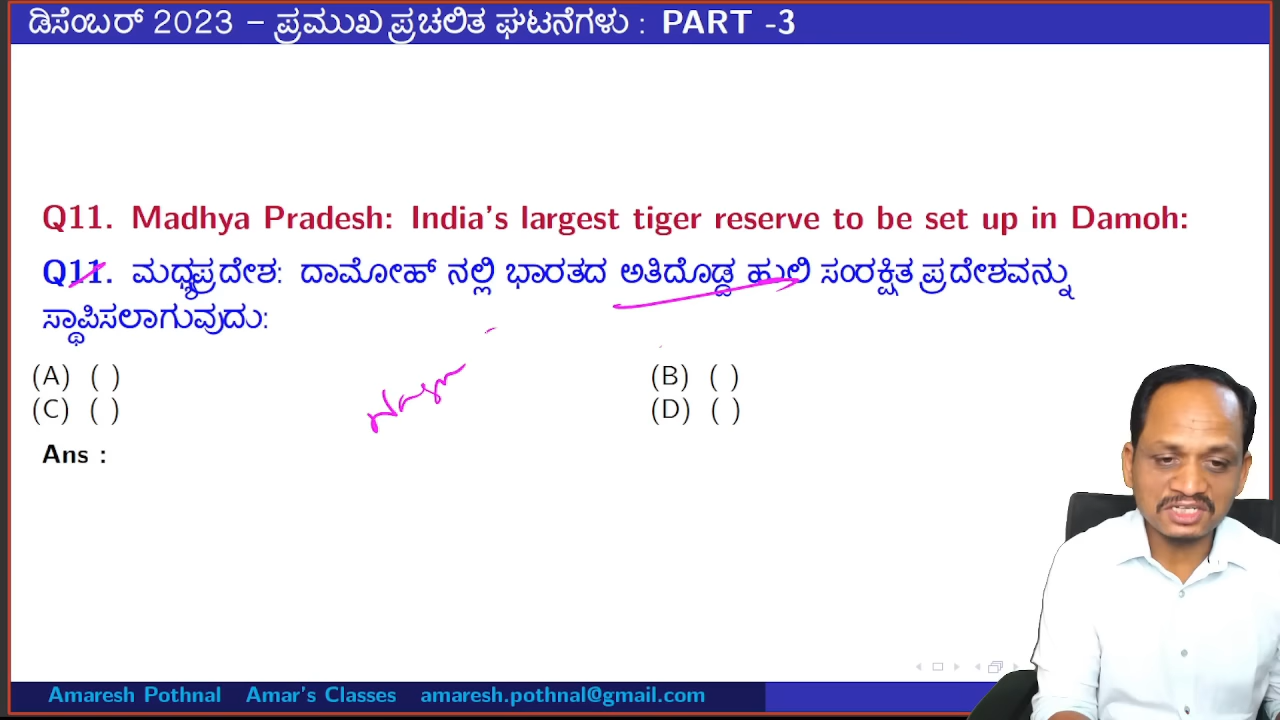 ಡಿಸೆಂಬರ್ 2023 – ಪ್ರಮುಖ ಪ್ರಚಲಿತ ಘಟನೆಗಳು : PART -3
Q11. Madhya Pradesh: India's largest tiger reserve to be set up in Damoh:
Q11. ಮಧ್ಯಪ್ರದೇಶ: ದಾಮೋಹ್ ನಲ್ಲಿ ಭಾರತದ ಅತಿದೊಡ್ಡ ಹುಲಿ ಸಂರಕ್ಷಿತ ಪ್ರದೇಶವನ್ನು
ಸ್ಥಾಪಿಸಲಾಗುವುದು:
(A) ( ) (B) ( )
(C) ( ) (D) ( )
Ans :
Amaresh Pothnal Amar's Classes amaresh.pothnal@gmail.com